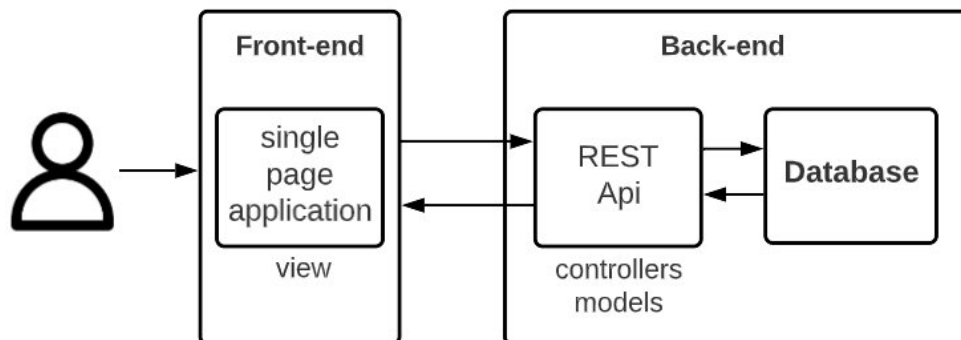 Front-end
single
page
application
view
Back-end
REST
Api
controllers
models
Database